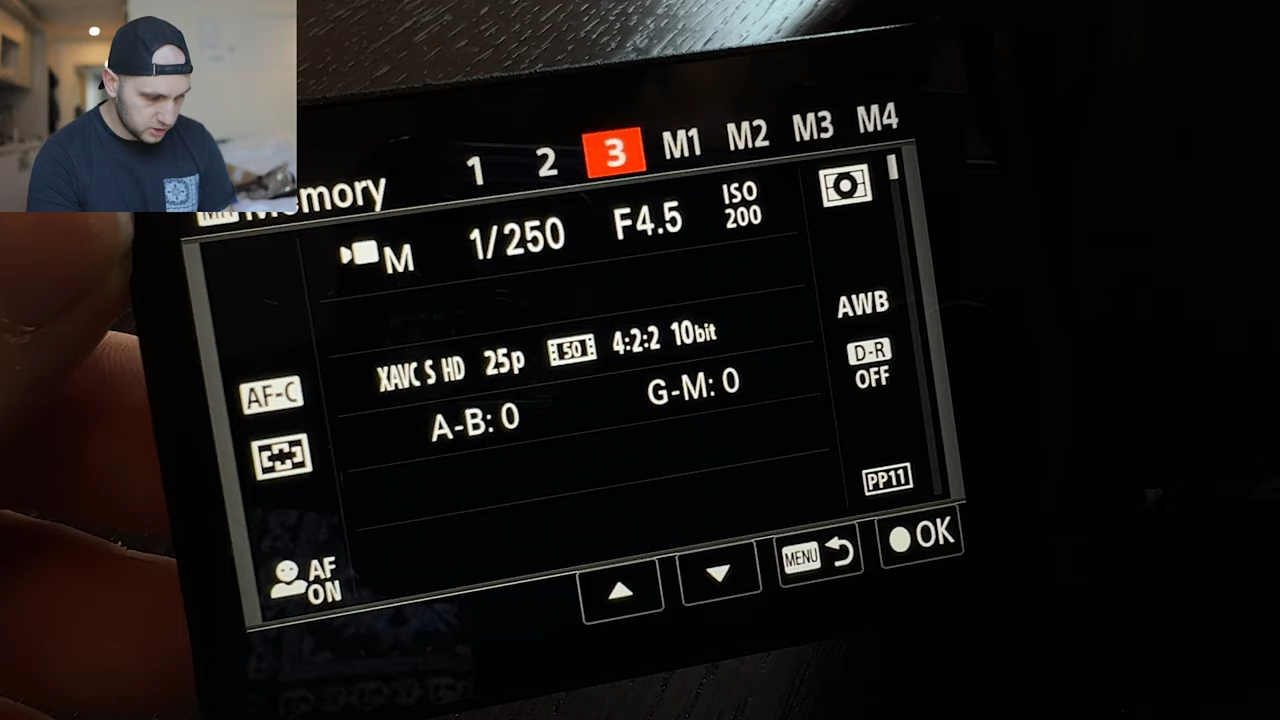 Memory
1 2 3 M1 M2 M3 M4
M 1/250 F4.5 ISO 200
XAVC S HD 25p 50 4:2:2 10bit
A-B: 0 G-M: 0
AF-C
AF ON
AWB
D-R OFF
PP11
MENU OK